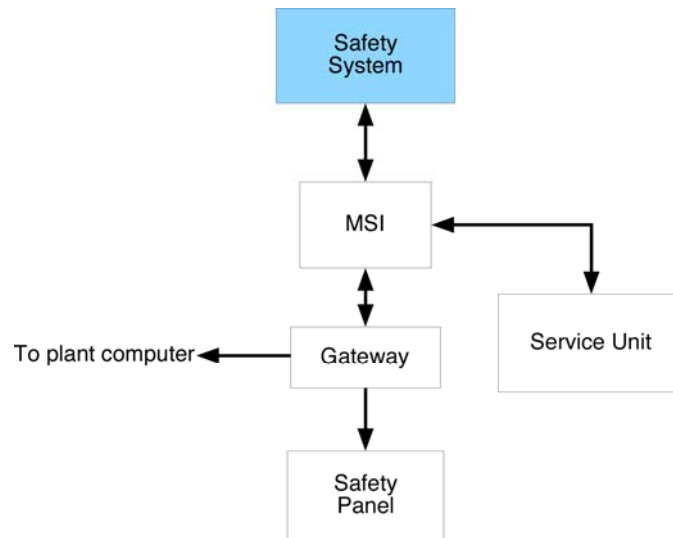 Safety
System
MSI
Service Unit
To plant computer
Gateway
Safety
Panel